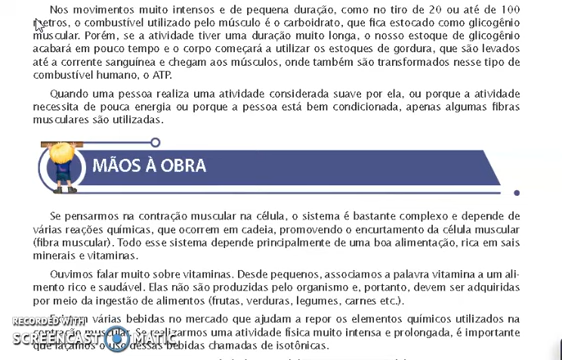 Nos movimentos muito intensos e de pequena duração, como no tiro de 20 ou até de 100
metros, o combustível utilizado pelo músculo é o carboidrato, que fica estocado como glicogênio
muscular. Porém, se a atividade tiver uma duração muito longa, o nosso estoque de glicogênio
acabará em pouco tempo e o corpo começará a utilizar os estoques de gordura, que são levados
até a corrente sanguínea e chegam aos músculos, onde também são transformados nesse tipo de
combustível humano, o ATP.
Quando uma pessoa realiza uma atividade considerada suave por ela, ou porque a atividade
necessita de pouca energia ou porque a pessoa está bem condicionada, apenas algumas fibras
musculares são utilizadas.
MÃOS À OBRA
Se pensarmos na contração muscular na célula, o sistema é bastante complexo e depende de
várias reações químicas, que ocorrem em cadeia, promovendo o encurtamento da célula muscular
(fibra muscular). Todo esse sistema depende principalmente de uma boa alimentação, rica em sais
minerais e vitaminas.
Ouvimos falar muito sobre vitaminas. Desde pequenos, associamos a palavra vitamina a um ali-
mento rico e saudável. Elas não são produzidas pelo organismo e, portanto, devem ser adquiridas
por meio da ingestão de alimentos (frutas, verduras, legumes, carnes etc.).
várias bebidas no mercado que ajudam a repor os elementos químicos utilizados na
RECORDED WITH
SCREENCAST MATIC
muscular. Se realizarmos uma atividade física muito intensa e prolongada, é importante
que façamos o uso dessas bebidas chamadas de isotônicas.